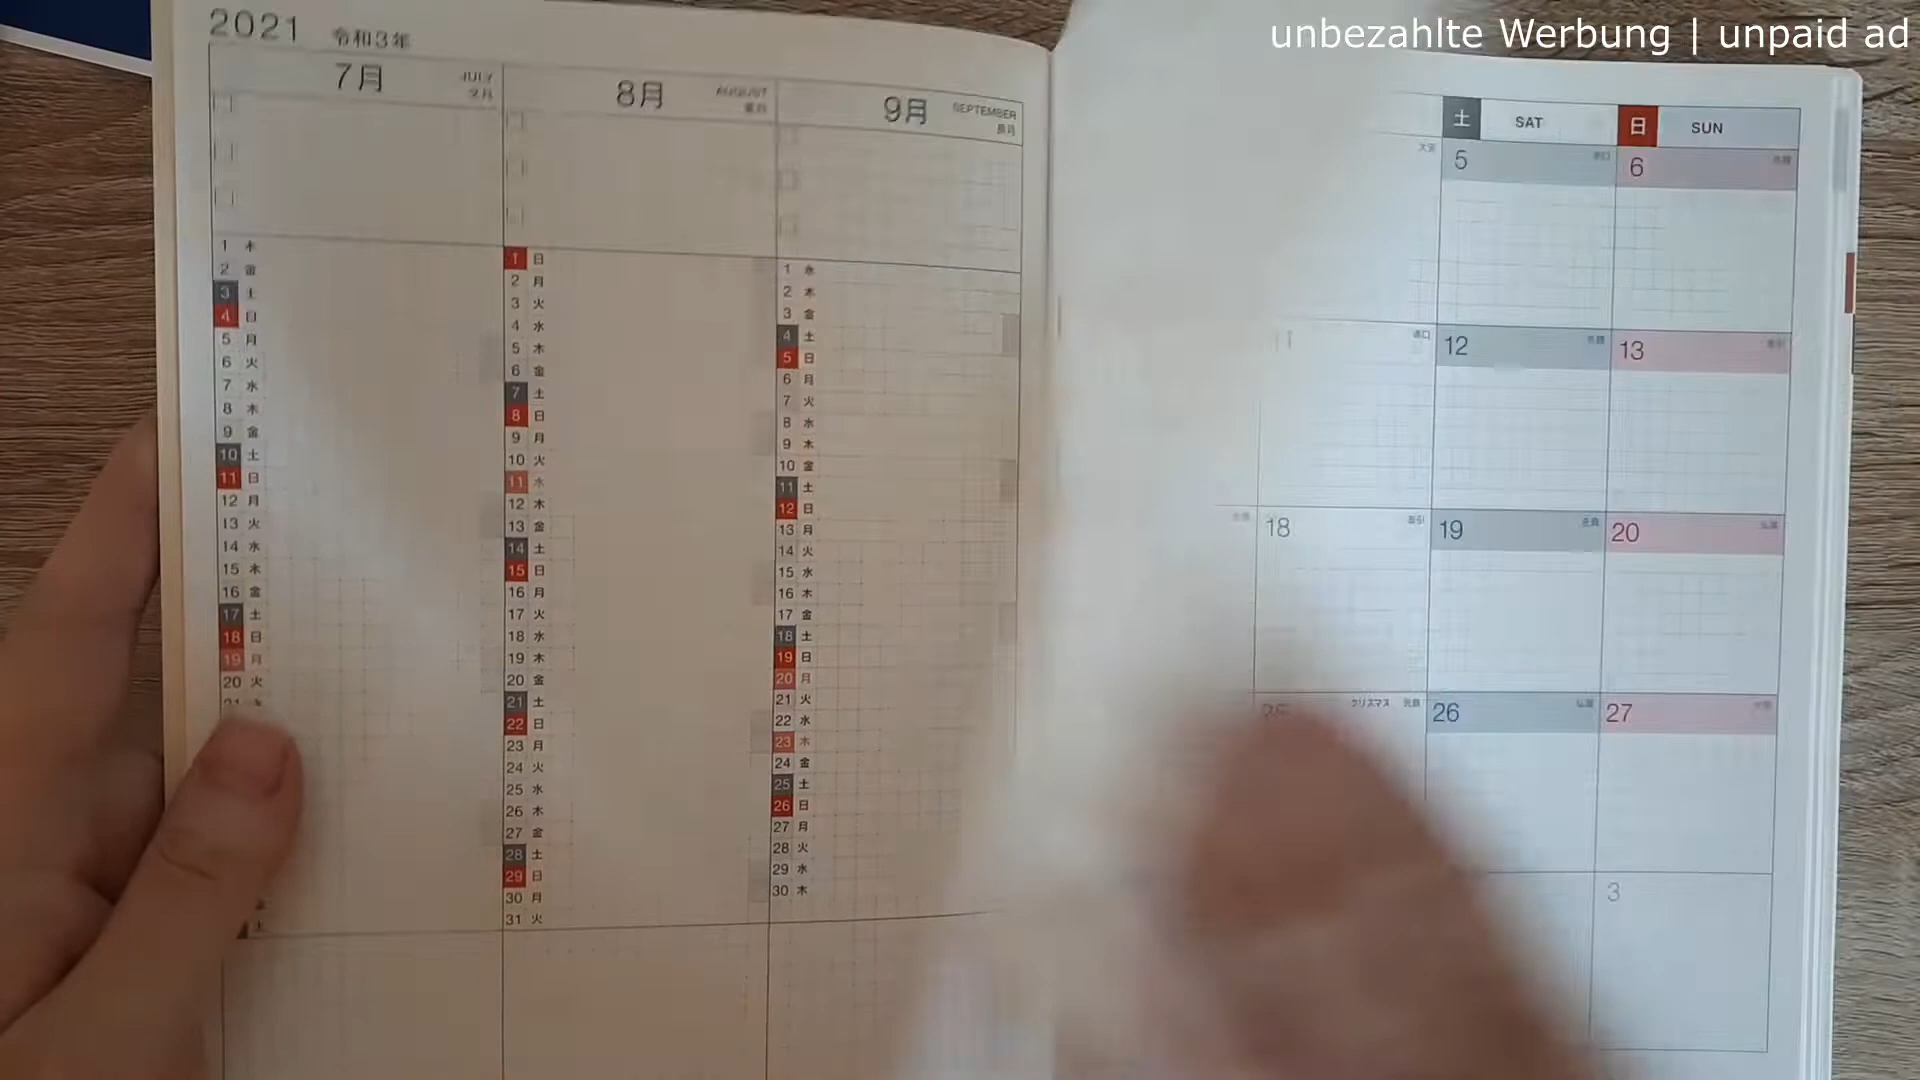 unbezahlte Werbung | unpaid ad
2021 令和3年
7月 JULY
8月 AUGUST
9月 SEPTEMBER
1 木
2 金
3 土
4 日
5 月
6 火
7 水
8 木
9 金
10 土
11 日
12 月
13 火
14 水
15 木
16 金
17 土
18 日
19 月
20 火
1 日
2 月
3 火
4 水
5 木
6 金
7 土
8 日
9 月
10 火
11 水
12 木
13 金
14 土
15 日
16 月
17 火
18 水
19 木
20 金
21 土
22 日
23 月
24 火
25 水
26 木
27 金
28 土
29 日
30 月
31 火
1 水
2 木
3 金
4 土
5 日
6 月
7 火
8 水
9 木
10 金
11 土
12 日
13 月
14 火
15 水
16 木
17 金
18 土
19 日
20 月
21 火
22 水
23 木
24 金
25 土
26 日
27 月
28 火
29 水
30 木
土 SAT 日 SUN
大安 5 6
12 13
18 19 20
クリスマス 26 27
3